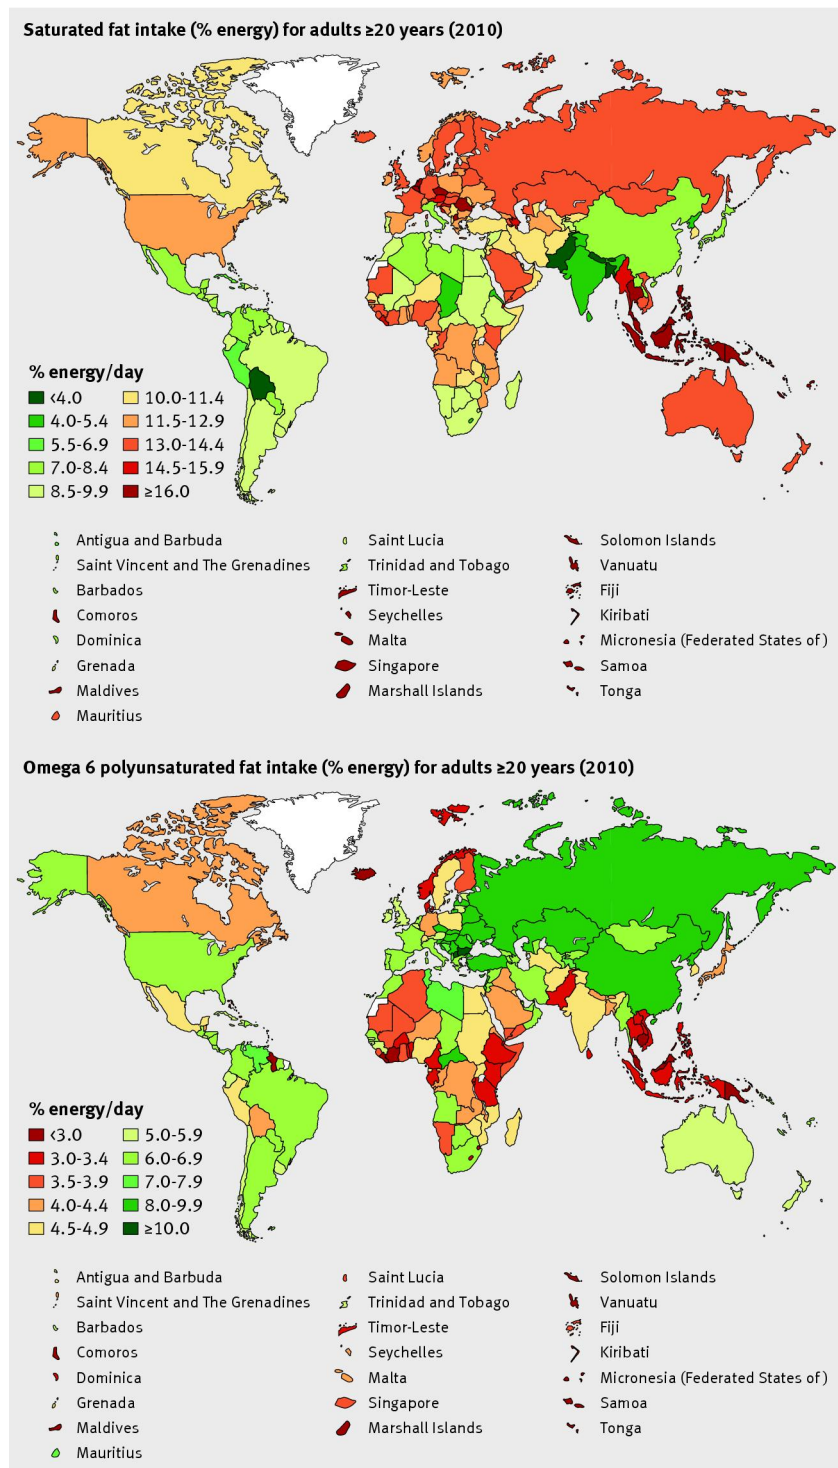 Saturated fat intake (% energy) for adults ≥20 years (2010)
% energy/day
<4.0 10.0-11.4
4.0-5.4 11.5-12.9
5.5-6.9 13.0-14.4
7.0-8.4 14.5-15.9
8.5-9.9 ≥16.0
Antigua and Barbuda Saint Lucia Solomon Islands
Saint Vincent and The Grenadines Trinidad and Tobago Vanuatu
Barbados Timor-Leste Fiji
Comoros Seychelles Kiribati
Dominica Malta Micronesia (Federated States of)
Grenada Singapore Samoa
Maldives Marshall Islands Tonga
Mauritius
Omega 6 polyunsaturated fat intake (% energy) for adults ≥20 years (2010)
% energy/day
<3.0 5.0-5.9
3.0-3.4 6.0-6.9
3.5-3.9 7.0-7.9
4.0-4.4 8.0-9.9
4.5-4.9 ≥10.0
Antigua and Barbuda Saint Lucia Solomon Islands
Saint Vincent and The Grenadines Trinidad and Tobago Vanuatu
Barbados Timor-Leste Fiji
Comoros Seychelles Kiribati
Dominica Malta Micronesia (Federated States of)
Grenada Singapore Samoa
Maldives Marshall Islands Tonga
Mauritius